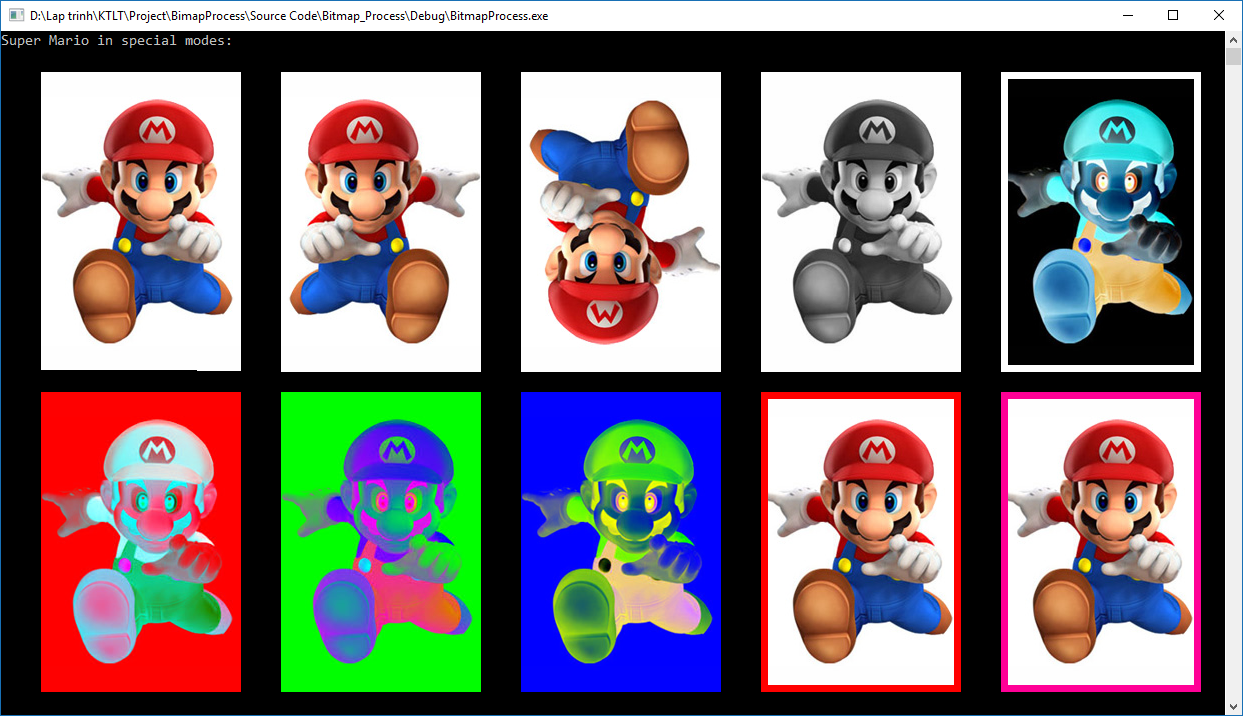 D:\Lap trinh\KTLT\Project\BimapProcess\Source Code\Bitmap_Process\Debug\BitmapProcess.exe
Super Mario in special modes:
M M W M M
M M M M M